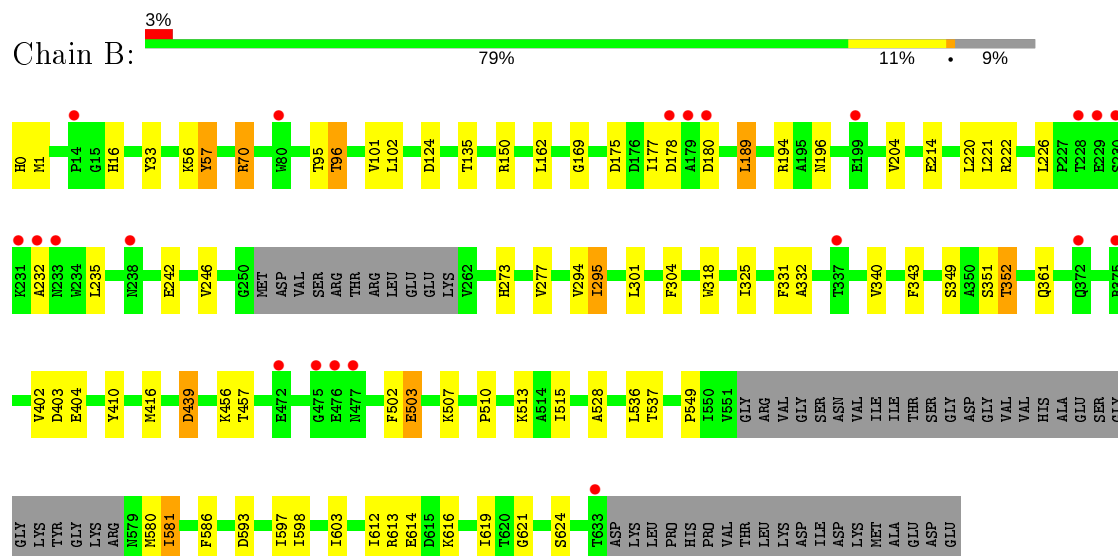 3%
Chain B:
79% 11% • 9%
H0 M1 P14 G15 H16 Y33 K56 Y57 R70 W80 T95 T96 V101 L102 D124 T135 R150 L162 G169 D175 D176 I177 D178 A179 D180 L189 R194 A195 N196 E199 V204 E214 L220 L221 R222 L226 P227 T228 E229 S230
K231 A232 N233 W234 L235 N238 E242 V246 G250 MET ASP VAL SER ARG THR ARG LEU GLU GLU LYS V262 H273 V277 V294 I295 L301 F304 W318 I325 F331 A332 T337 V340 F343 S349 A350 S351 T352 Q361 Q372
V402 D403 E404 Y410 M416 D439 K456 T457 E472 G475 E476 N477 F502 E503 K507 P510 K513 A514 I515 A528 L536 T537 P549 I550 V551 GLY ARG VAL GLY SER ASN VAL ILE ILE THR SER GLY ASP GLY VAL VAL HIS ALA GLU SER GLY
GLY LYS TYR GLY LYS ARG N579 M580 I581 F586 D593 I597 I598 I603 I612 R613 E614 D615 K616 I619 T620 G621 S624 T633 ASP LYS LEU PRO HIS PRO VAL THR LEU LYS ASP ILE ASP LYS MET ALA GLU ASP GLU